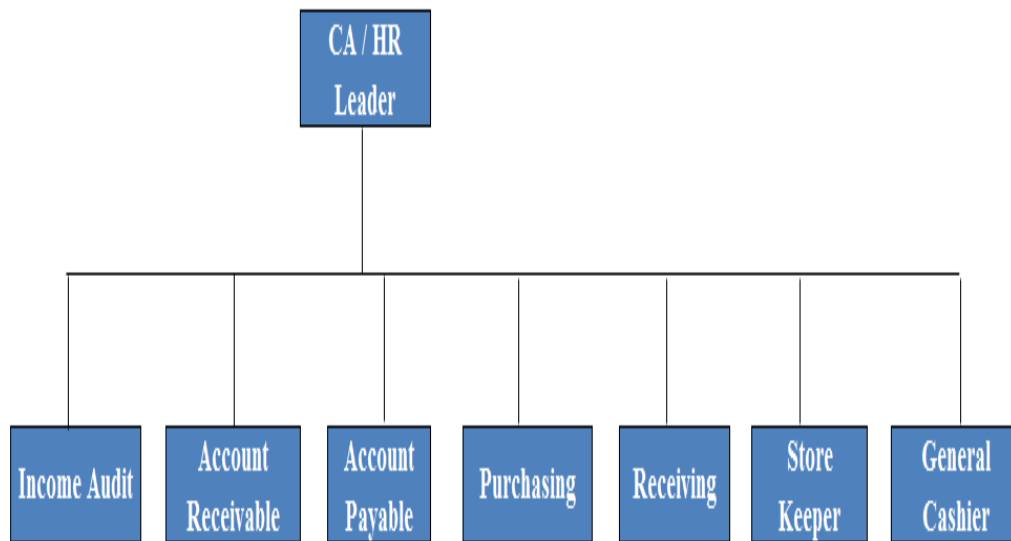 CA / HR
Leader
Income Audit
Account
Receivable
Account
Payable
Purchasing
Receiving
Store
Keeper
General
Cashier